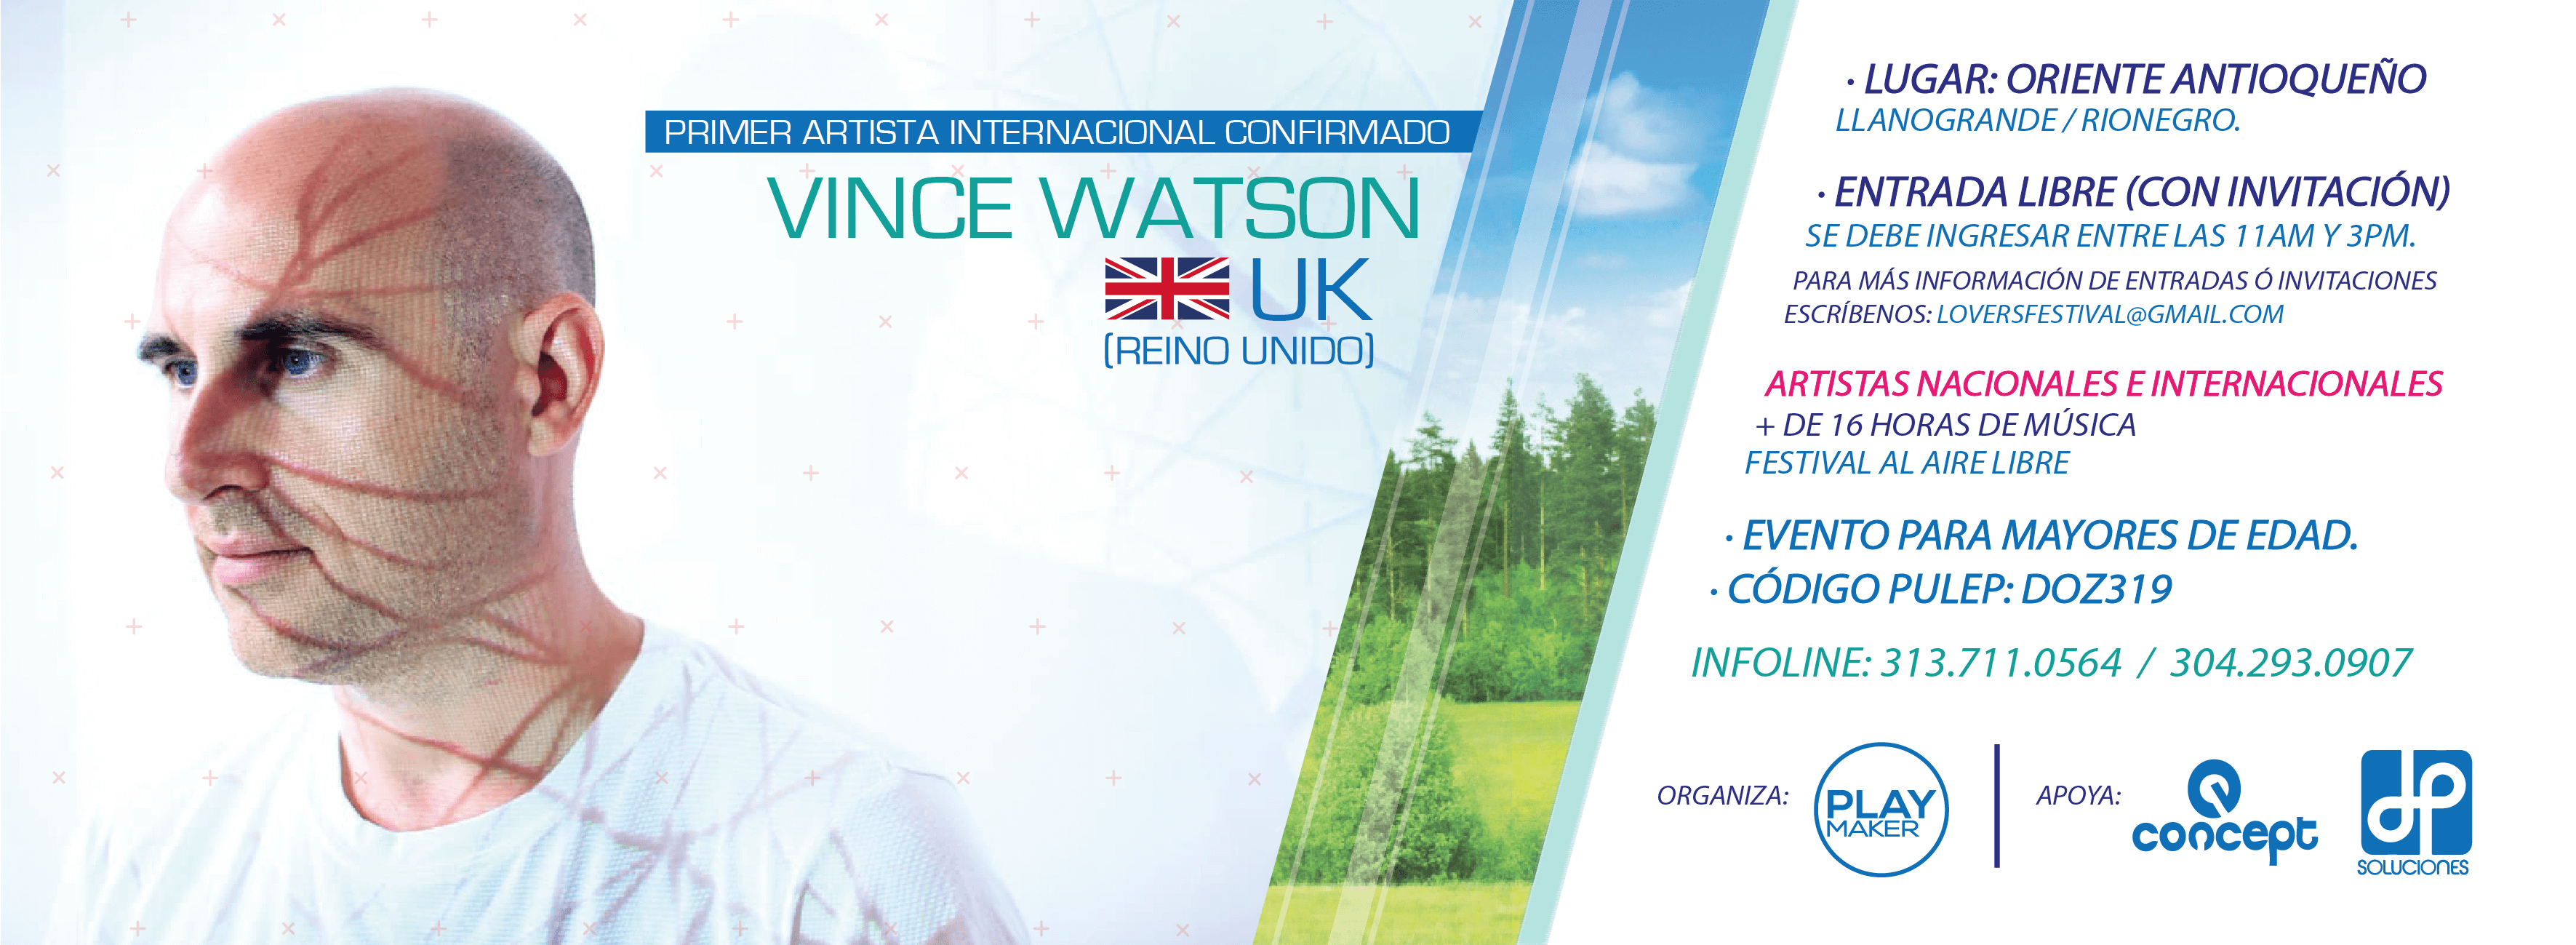 PRIMER ARTISTA INTERNACIONAL CONFIRMADO
VINCE WATSON
UK
(REINO UNIDO)
· LUGAR: ORIENTE ANTIOQUEÑO
LLANOGRANDE / RIONEGRO.
· ENTRADA LIBRE (CON INVITACIÓN)
SE DEBE INGRESAR ENTRE LAS 11AM Y 3PM.
PARA MÁS INFORMACIÓN DE ENTRADAS Ó INVITACIONES
ESCRÍBENOS: LOVERSFESTIVAL@GMAIL.COM
ARTISTAS NACIONALES E INTERNACIONALES
+ DE 16 HORAS DE MÚSICA
FESTIVAL AL AIRE LIBRE
· EVENTO PARA MAYORES DE EDAD.
· CÓDIGO PULEP: DOZ319
INFOLINE: 313.711.0564 / 304.293.0907
ORGANIZA:
PLAY
MAKER
APOYA:
concept
dp
SOLUCIONES